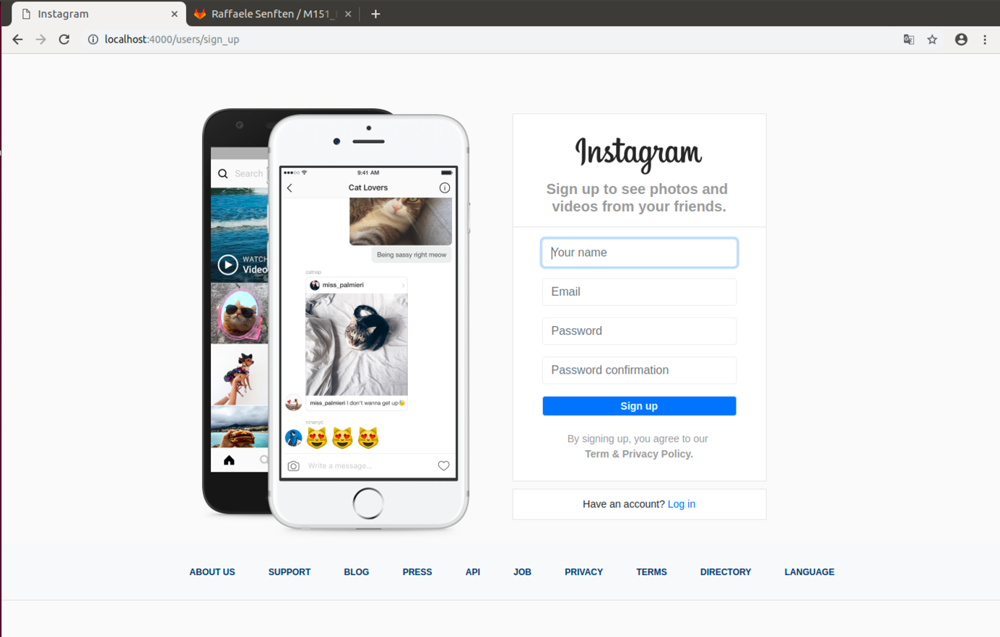 Instagram
Raffaele Senften / M151_
localhost:4000/users/sign_up
Search
WATCH
Video
9:41 AM
Cat Lovers
Being sassy right meow
catnap
miss_palmieri
miss_palmieri I don't wanna get up😴
ninanyc
😻 😻 😻
Write a message...
Instagram
Sign up to see photos and
videos from your friends.
Your name
Email
Password
Password confirmation
Sign up
By signing up, you agree to our
Term & Privacy Policy.
Have an account? Log in
ABOUT US SUPPORT BLOG PRESS API JOB PRIVACY TERMS DIRECTORY LANGUAGE